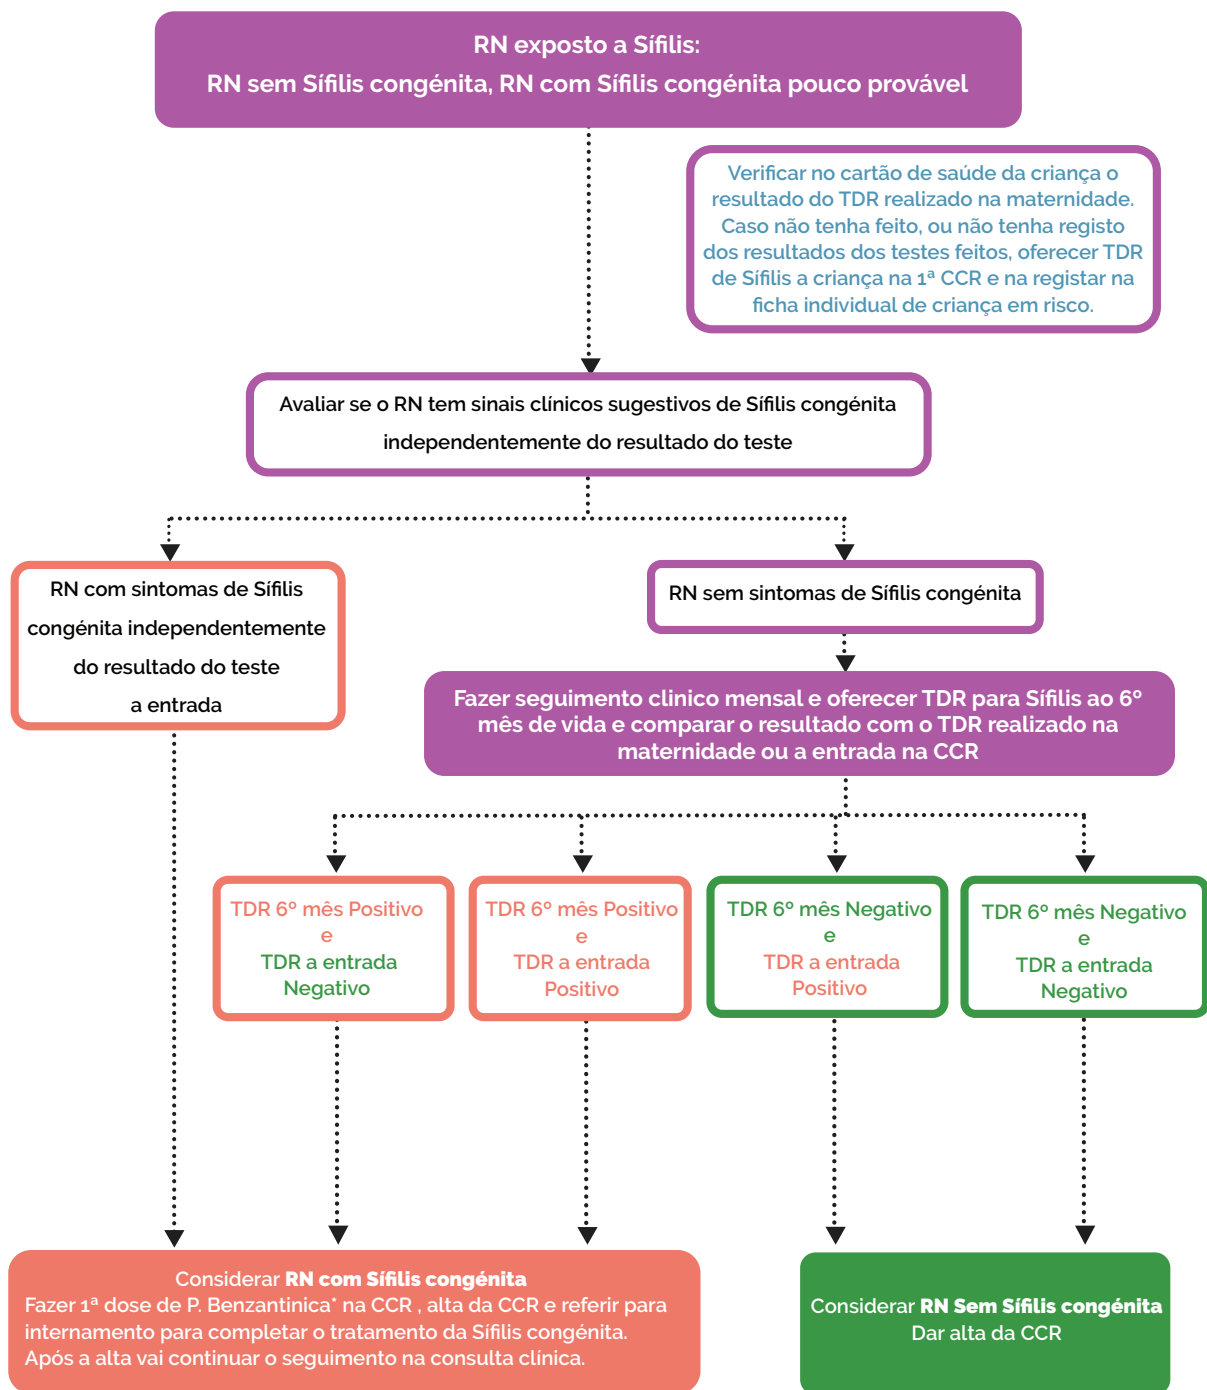 RN exposto a Sífilis:
RN sem Sífilis congénita, RN com Sífilis congénita pouco provável
Verificar no cartão de saúde da criança o
resultado do TDR realizado na maternidade.
Caso não tenha feito, ou não tenha registo
dos resultados dos testes feitos, oferecer TDR
de Sífilis a criança na 1ª CCR e na registar na
ficha individual de criança em risco.
Avaliar se o RN tem sinais clínicos sugestivos de Sífilis congénita
independentemente do resultado do teste
RN com sintomas de Sífilis
congénita independentemente
do resultado do teste
a entrada
RN sem sintomas de Sífilis congénita
Fazer seguimento clinico mensal e oferecer TDR para Sífilis ao 6º
mês de vida e comparar o resultado com o TDR realizado na
maternidade ou a entrada na CCR
TDR 6º mês Positivo
e
TDR a entrada
Negativo
TDR 6º mês Positivo
e
TDR a entrada
Positivo
TDR 6º mês Negativo
e
TDR a entrada
Positivo
TDR 6º mês Negativo
e
TDR a entrada
Negativo
Considerar RN com Sífilis congénita
Fazer 1ª dose de P. Benzantinica* na CCR , alta da CCR e referir para
internamento para completar o tratamento da Sífilis congénita.
Após a alta vai continuar o seguimento na consulta clínica.
Considerar RN Sem Sífilis congénita
Dar alta da CCR